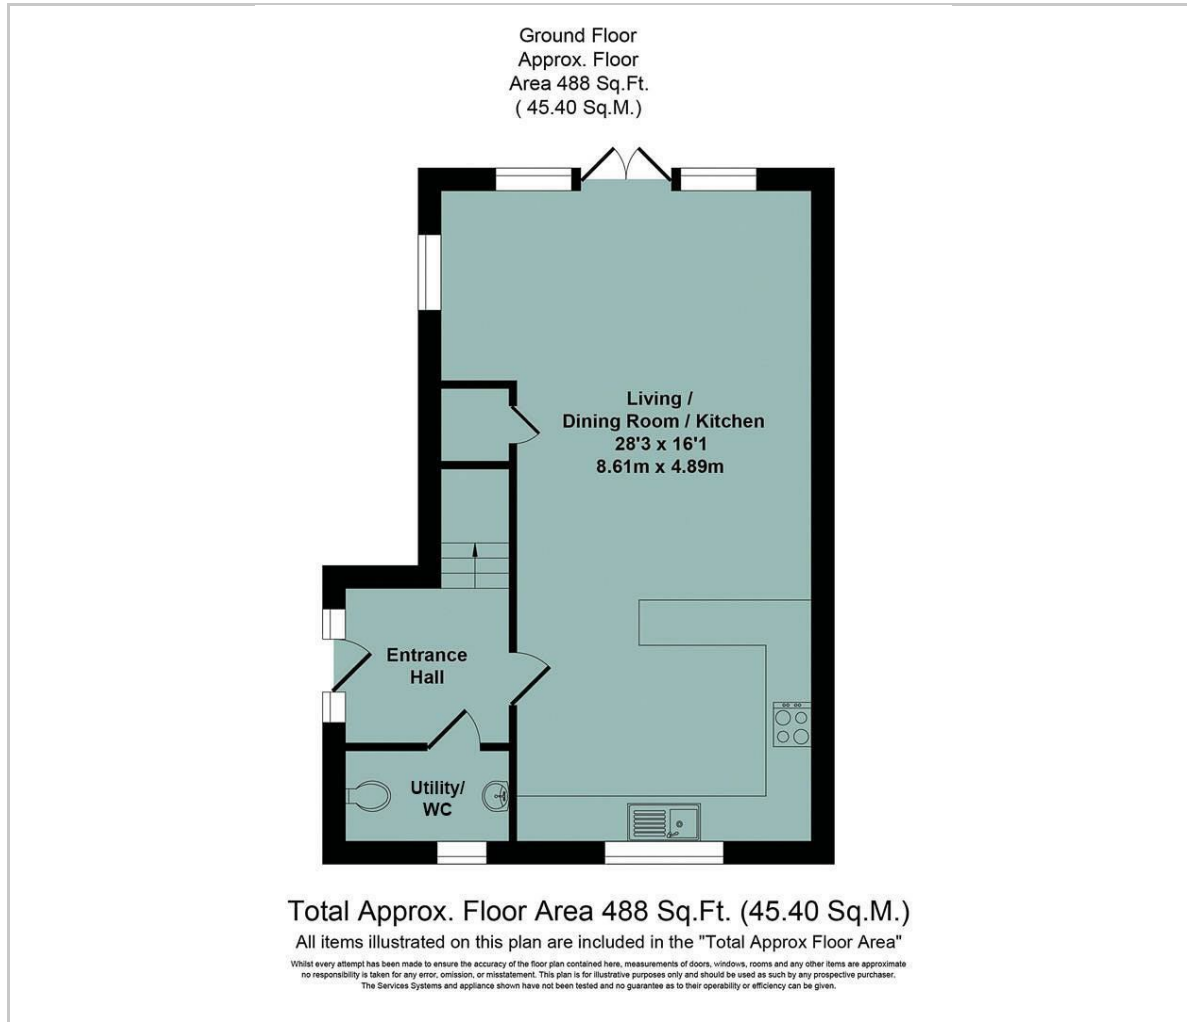 Ground Floor
Approx. Floor
Area 488 Sq.Ft.
( 45.40 Sq.M.)
Living /
Dining Room / Kitchen
28'3 x 16'1
8.61m x 4.89m
Entrance
Hall
Utility/
WC
Total Approx. Floor Area 488 Sq.Ft. (45.40 Sq.M.)
All items illustrated on this plan are included in the "Total Approx Floor Area"
Whilst every attempt has been made to ensure the accuracy of the floor plan contained here, measurements of doors, windows, rooms and any other items are approximate
no responsibility is taken for any error, omission, or misstatement. This plan is for illustrative purposes only and should be used as such by any prospective purchaser.
The Services Systems and appliance shown have not been tested and no guarantee as to their operability or efficiency can be given.